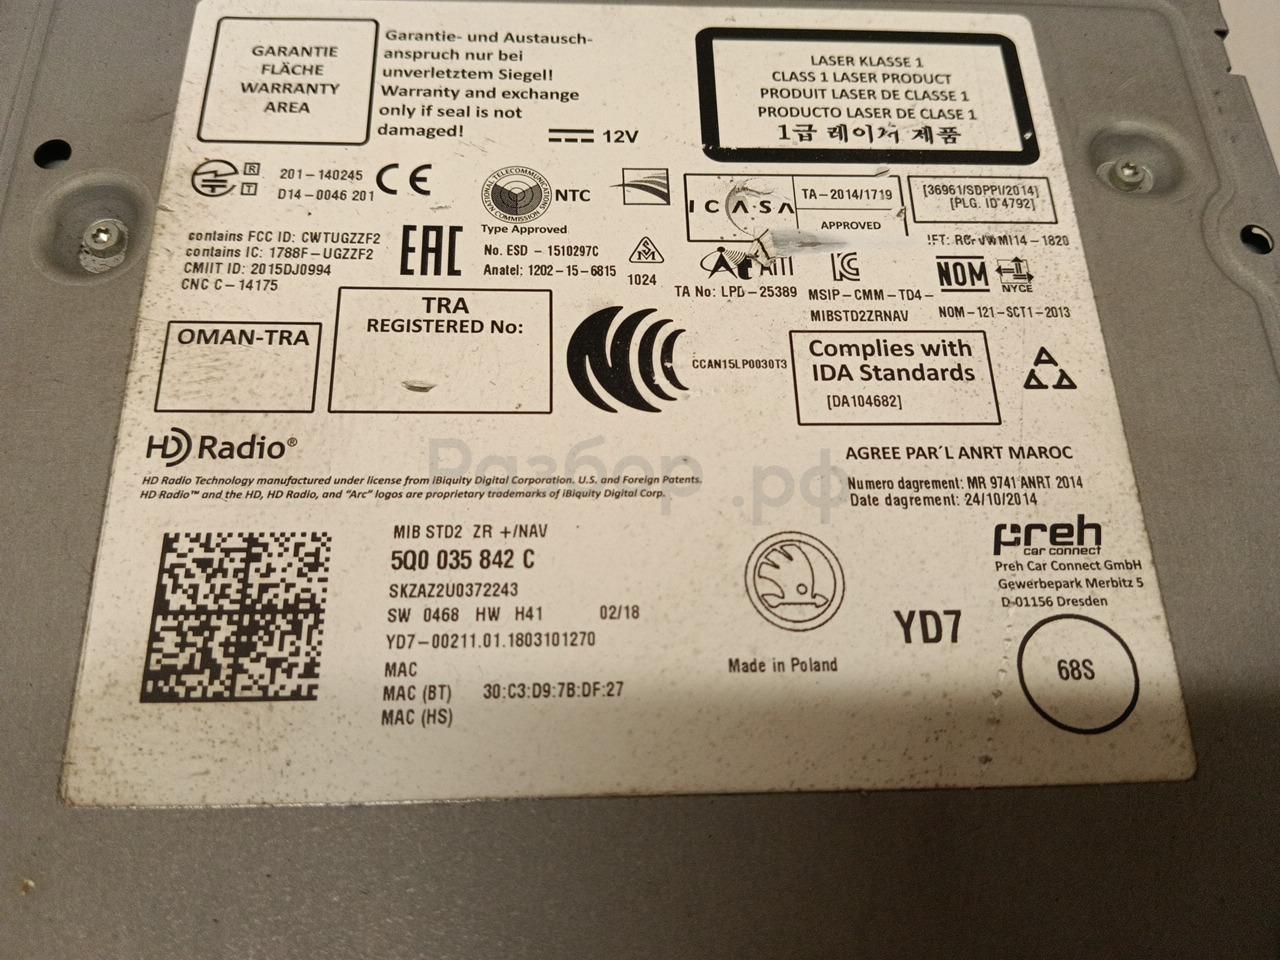 GARANTIE
FLÄCHE
WARRANTY
AREA
Garantie- und Austausch-
anspruch nur bei
unverletztem Siegel!
Warranty and exchange
only if seal is not
damaged!
12V
LASER KLASSE 1
CLASS 1 LASER PRODUCT
PRODUIT LASER DE CLASSE 1
PRODUCTO LASER DE CLASE 1
1급 레이저 제품
R 201-140245
T D14-0046 201
CE
NATIONAL TELECOMMUNICATIONS COMMISSION
NTC
Type Approved
No. ESD - 1510297C
Anatel: 1202-15-6815
ICASA
TA-2014/1719
APPROVED
[36961/SDPPI/2014]
[PLG. ID 4792]
contains FCC ID: CWTUGZZF2
contains IC: 1788F-UGZZF2
CMIIT ID: 2015DJ0994
CNC C-14175
EAC
1024
TA No: LPD-25389
MSIP-CMM-TD4-
MIBSTD2ZRNAV
1820
NOM
NYCE
NOM-121-SCT1-2013
OMAN-TRA
TRA
REGISTERED No:
CCAN15LP0030T3
Complies with
IDA Standards
[DA104682]
HD Radio®
HD Radio Technology manufactured under license from iBiquity Digital Corporation. U.S. and Foreign Patents.
HD Radio™ and the HD, HD Radio, and “Arc” logos are proprietary trademarks of iBiquity Digital Corp.
AGREE PAR´L ANRT MAROC
Numero dagrement: MR 9741 ANRT 2014
Date dagrement: 24/10/2014
Разбор.рф
MIB STD2 ZR +/NAV
5Q0 035 842 C
SKZAZ2U0372243
SW 0468 HW H41 02/18
YD7-00211.01.1803101270
MAC
MAC (BT) 30:C3:D9:7B:DF:27
MAC (HS)
Made in Poland
YD7
preh
car connect
Preh Car Connect GmbH
Gewerbepark Merbitz 5
D-01156 Dresden
68S